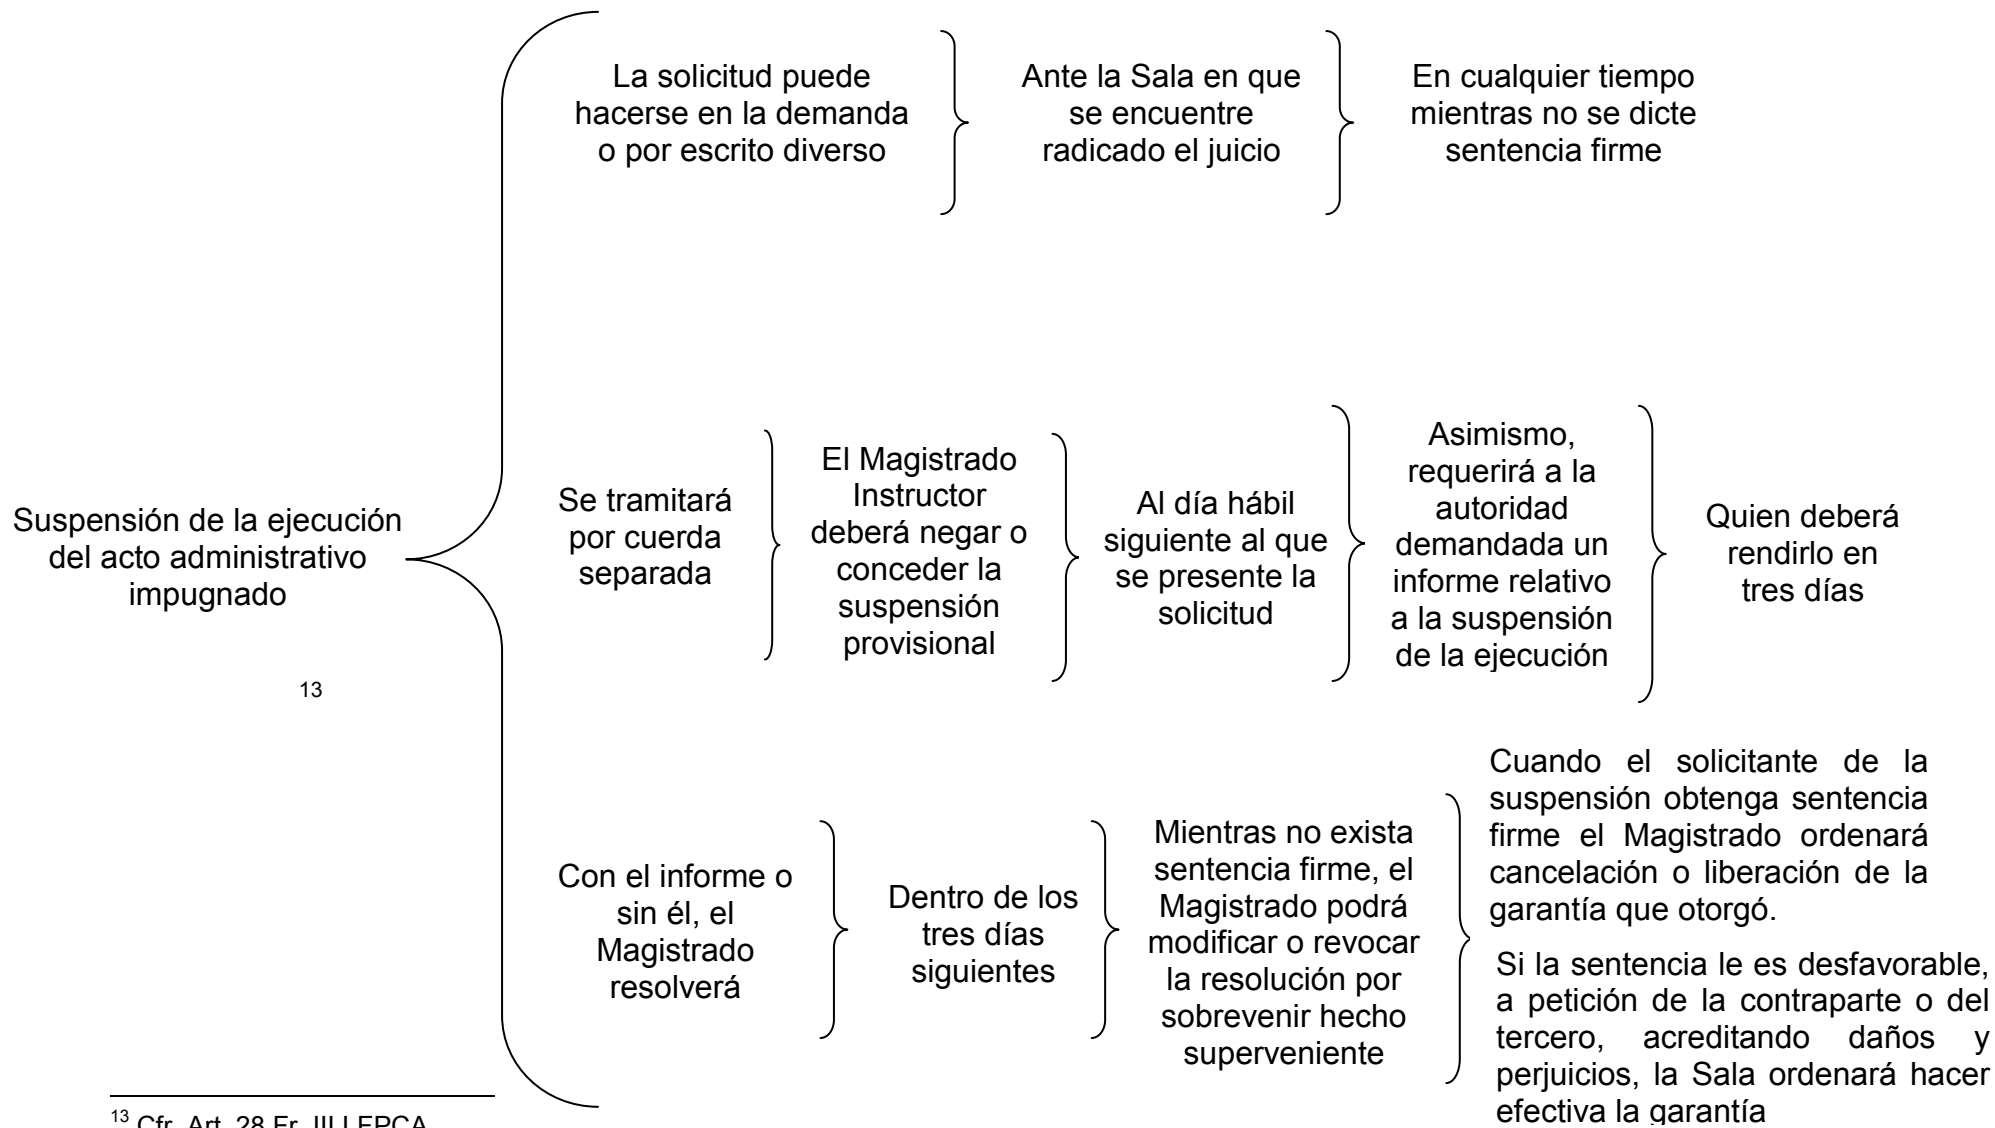 La solicitud puede
hacerse en la demanda
o por escrito diverso
Ante la Sala en que
se encuentre
radicado el juicio
En cualquier tiempo
mientras no se dicte
sentencia firme
Suspensión de la ejecución
del acto administrativo
impugnado
13
Se tramitará
por cuerda
separada
El Magistrado
Instructor
deberá negar o
conceder la
suspensión
provisional
Al día hábil
siguiente al que
se presente la
solicitud
Asimismo,
requerirá a la
autoridad
demandada un
informe relativo
a la suspensión
de la ejecución
Quien deberá
rendirlo en
tres días
Con el informe o
sin él, el
Magistrado
resolverá
Dentro de los
tres días
siguientes
Mientras no exista
sentencia firme, el
Magistrado podrá
modificar o revocar
la resolución por
sobrevenir hecho
superveniente
Cuando el solicitante de la
suspensión obtenga sentencia
firme el Magistrado ordenará
cancelación o liberación de la
garantía que otorgó.
Si la sentencia le es desfavorable,
a petición de la contraparte o del
tercero, acreditando daños y
perjuicios, la Sala ordenará hacer
efectiva la garantía
13 Cfr. Art. 28 Fr. III LFPCA